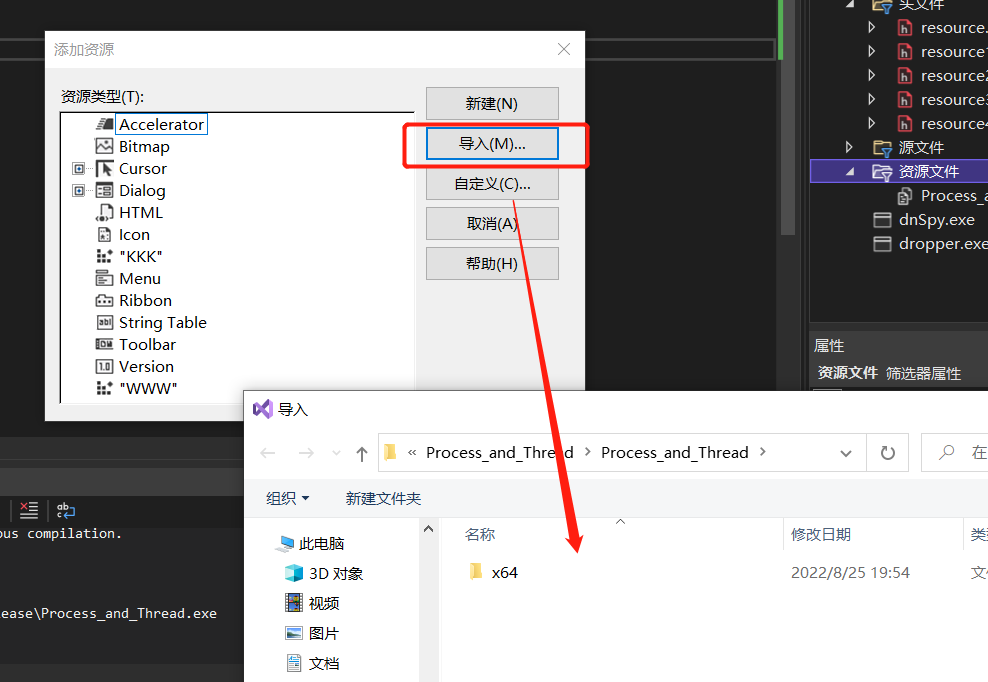 添加资源
资源类型(T):
Accelerator
Bitmap
Cursor
Dialog
HTML
Icon
"KKK"
Menu
Ribbon
String Table
Toolbar
Version
"WWW"
新建(N)
导入(M)...
自定义(C)...
取消(A)
帮助(H)
头文件
resource.
resource1
resource2
resource3
resource4
源文件
资源文件
Process_a
dnSpy.exe
dropper.exe
属性
资源文件 筛选器属性
ous compilation.
ease\Process_and_Thread.exe
导入
« Process_and_Thread › Process_and_Thread ›
在
组织 新建文件夹
名称 修改日期 类
x64 2022/8/25 19:54 文
此电脑
3D 对象
视频
图片
文档